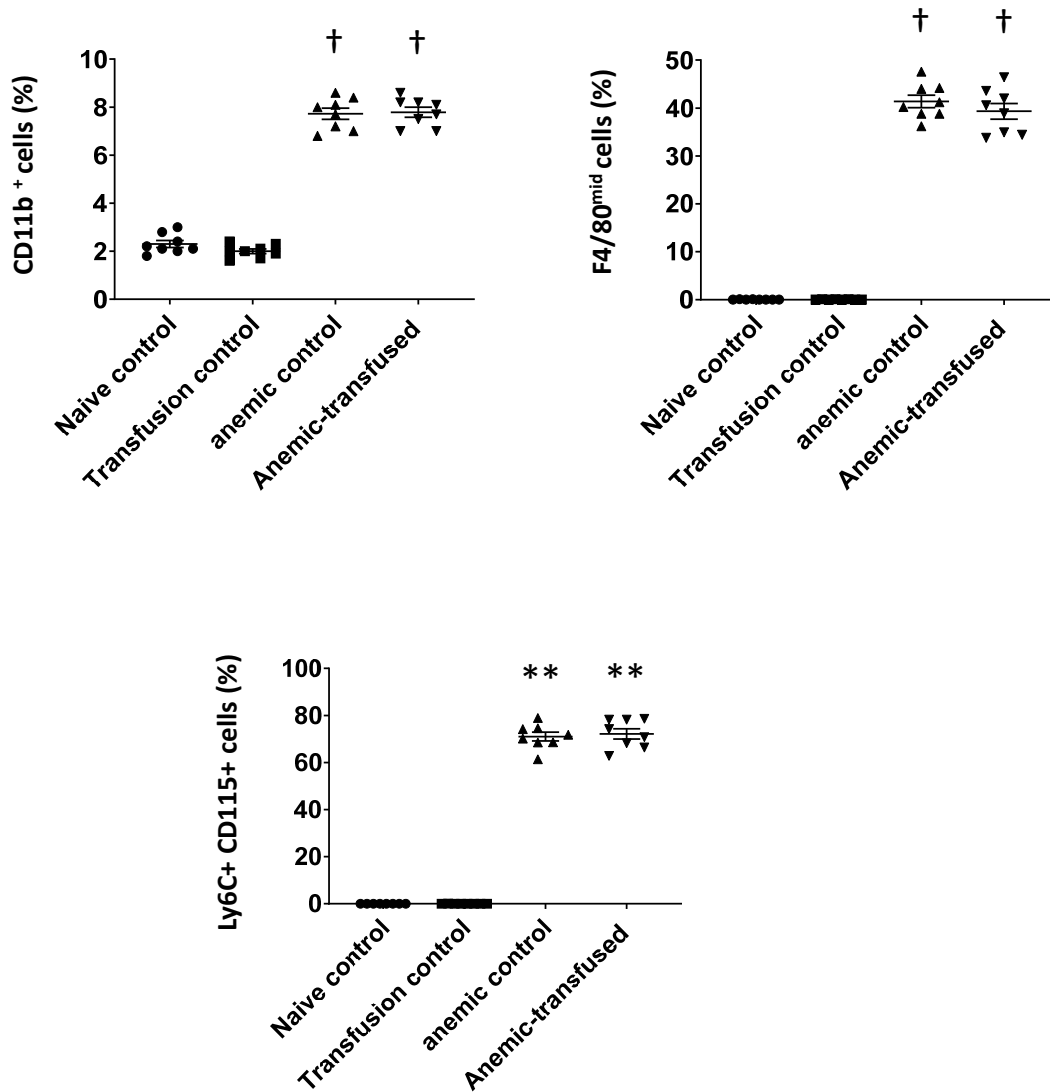 CD11b + cells (%)
10
8
6
4
2
0
† †
Naive control
Transfusion control
anemic control
Anemic-transfused
F4/80mid cells (%)
50
40
30
20
10
0
† †
Naive control
Transfusion control
anemic control
Anemic-transfused
Ly6C+ CD115+ cells (%)
100
80
60
40
20
0
** **
Naive control
Transfusion control
anemic control
Anemic-transfused